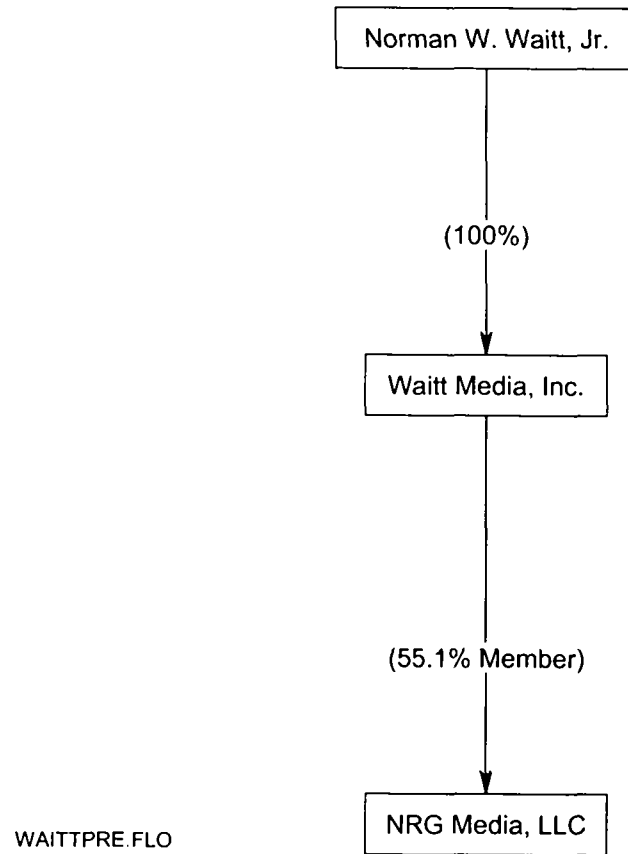 Norman W. Waitt, Jr.
(100%)
Waitt Media, Inc.
(55.1% Member)
NRG Media, LLC
WAITTPRE.FLO